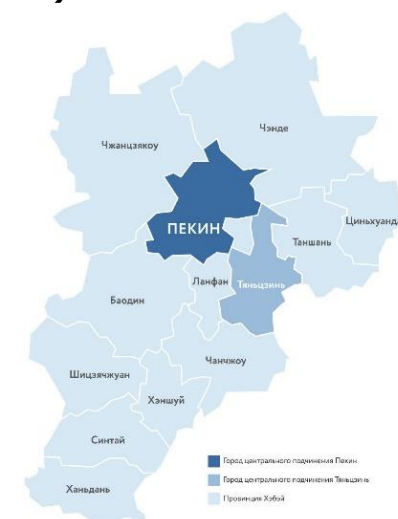 Чэнде
Чжанцзякоу
ПЕКИН
Циньхуанда
Таншань
Ланфан
Тяньцзинь
Баодин
Чанчжоу
Шицзячжуан
Хэншуй
Синтай
Ханьдань
Город центрального подчинения Пекин
Город центрального подчинения Тяньцзинь
Провинция Хэбэй